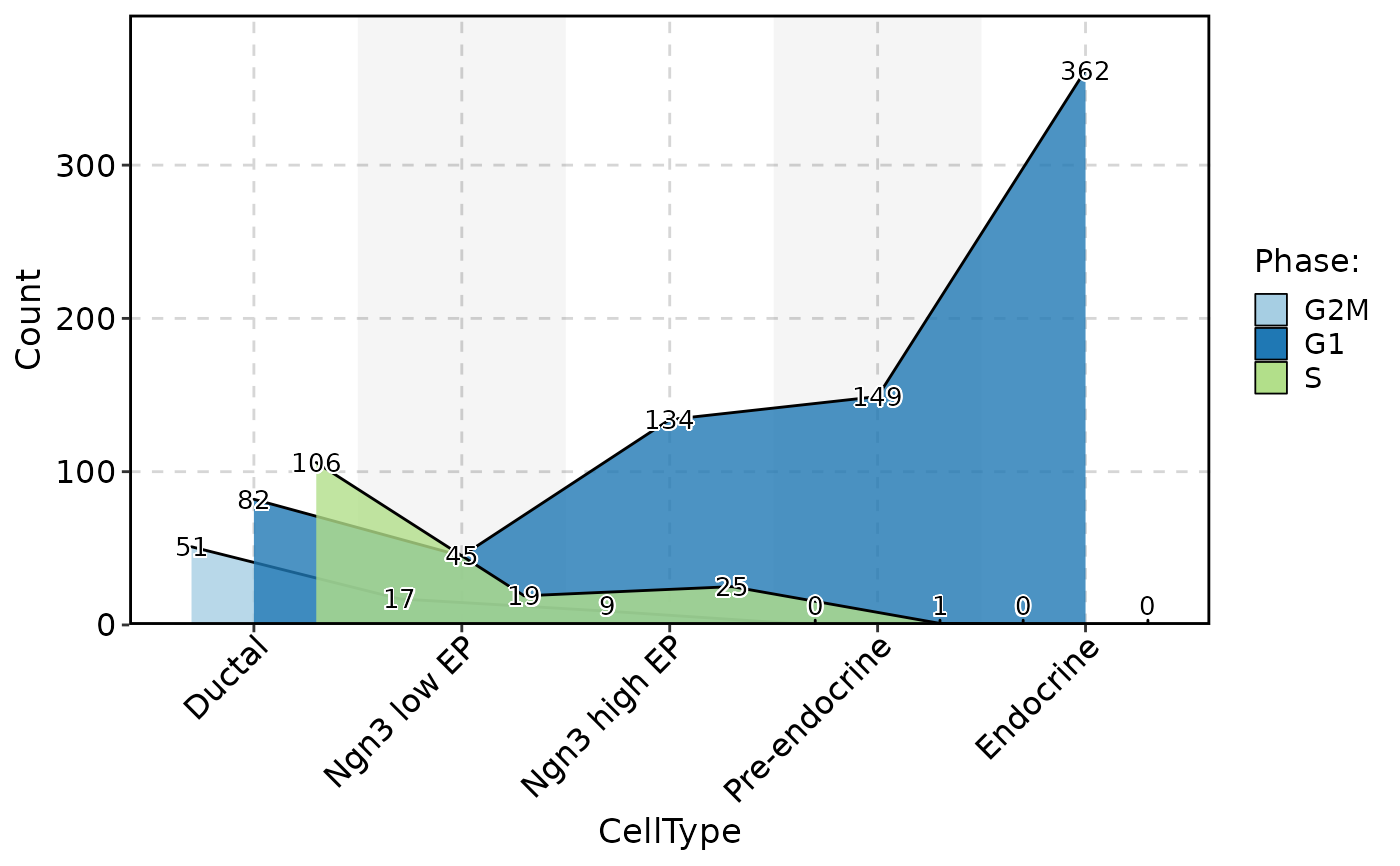 362
300
Phase:
G2M
G1
S
200
149
134
106
100
82
51
45
17
19
9
25
0
1
0
0
0
Ductal
Ngn3 low EP
Ngn3 high EP
Pre-endocrine
Endocrine
CellType
Count